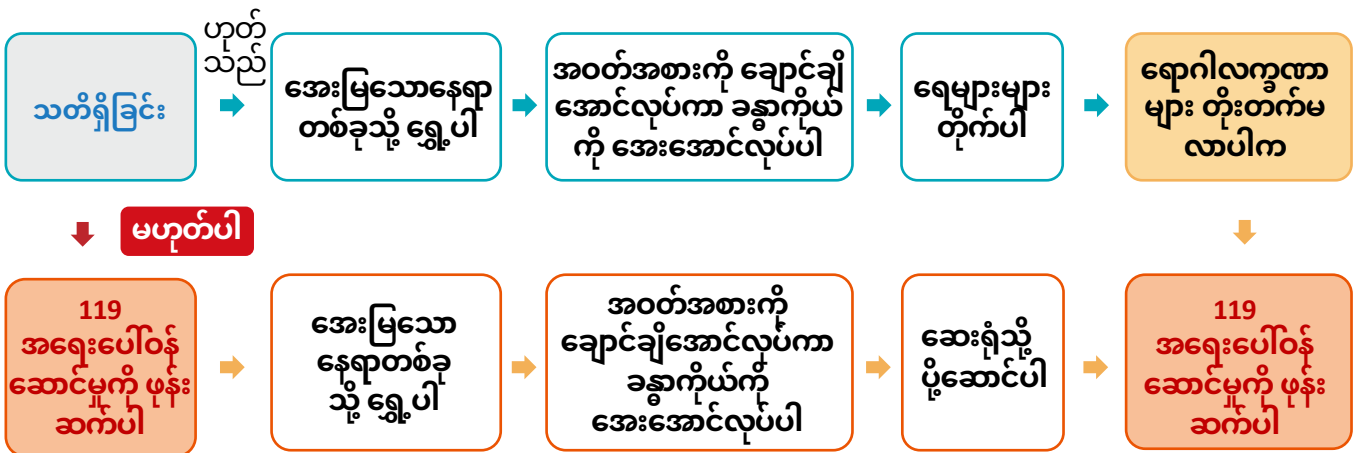 သတိရှိခြင်း
ဟုတ်
သည်
အေးမြသောနေရာ
တစ်ခုသို့ ရွှေ့ပါ
အဝတ်အစားကို ချောင်ချိ
အောင်လုပ်ကာ ခန္ဓာကိုယ်
ကို အေးအောင်လုပ်ပါ
ရေများများ
တိုက်ပါ
ရောဂါလက္ခဏာ
များ တိုးတက်မ
လာပါက
မဟုတ်ပါ
119
အရေးပေါ်ဝန်
ဆောင်မှုကို ဖုန်း
ဆက်ပါ
အေးမြသော
နေရာတစ်ခု
သို့ ရွှေ့ပါ
အဝတ်အစားကို
ချောင်ချိအောင်လုပ်ကာ
ခန္ဓာကိုယ်ကို
အေးအောင်လုပ်ပါ
ဆေးရုံသို့
ပို့ဆောင်ပါ
119
အရေးပေါ်ဝန်
ဆောင်မှုကို ဖုန်း
ဆက်ပါ